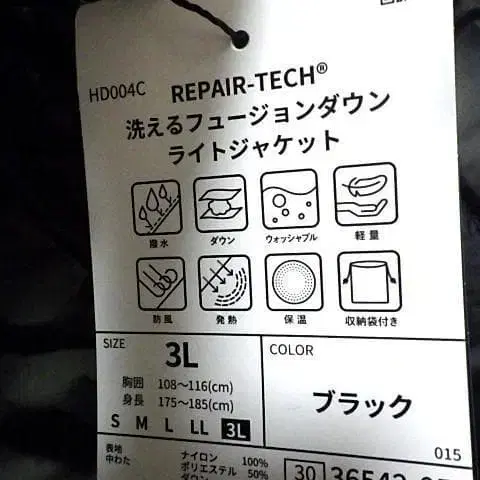 HD004C
REPAIR-TECH®
洗えるフュージョンダウン
ライトジャケット
撥水 ダウン ウォッシャブル 軽量
防風 発熱 保温 収納袋付き
SIZE
3L
胸囲 108～116(cm)
身長 175～185(cm)
S M L LL 3L
COLOR
ブラック
015
表地 ナイロン 100%
中わた ポリエステル 50%
ダウン
30